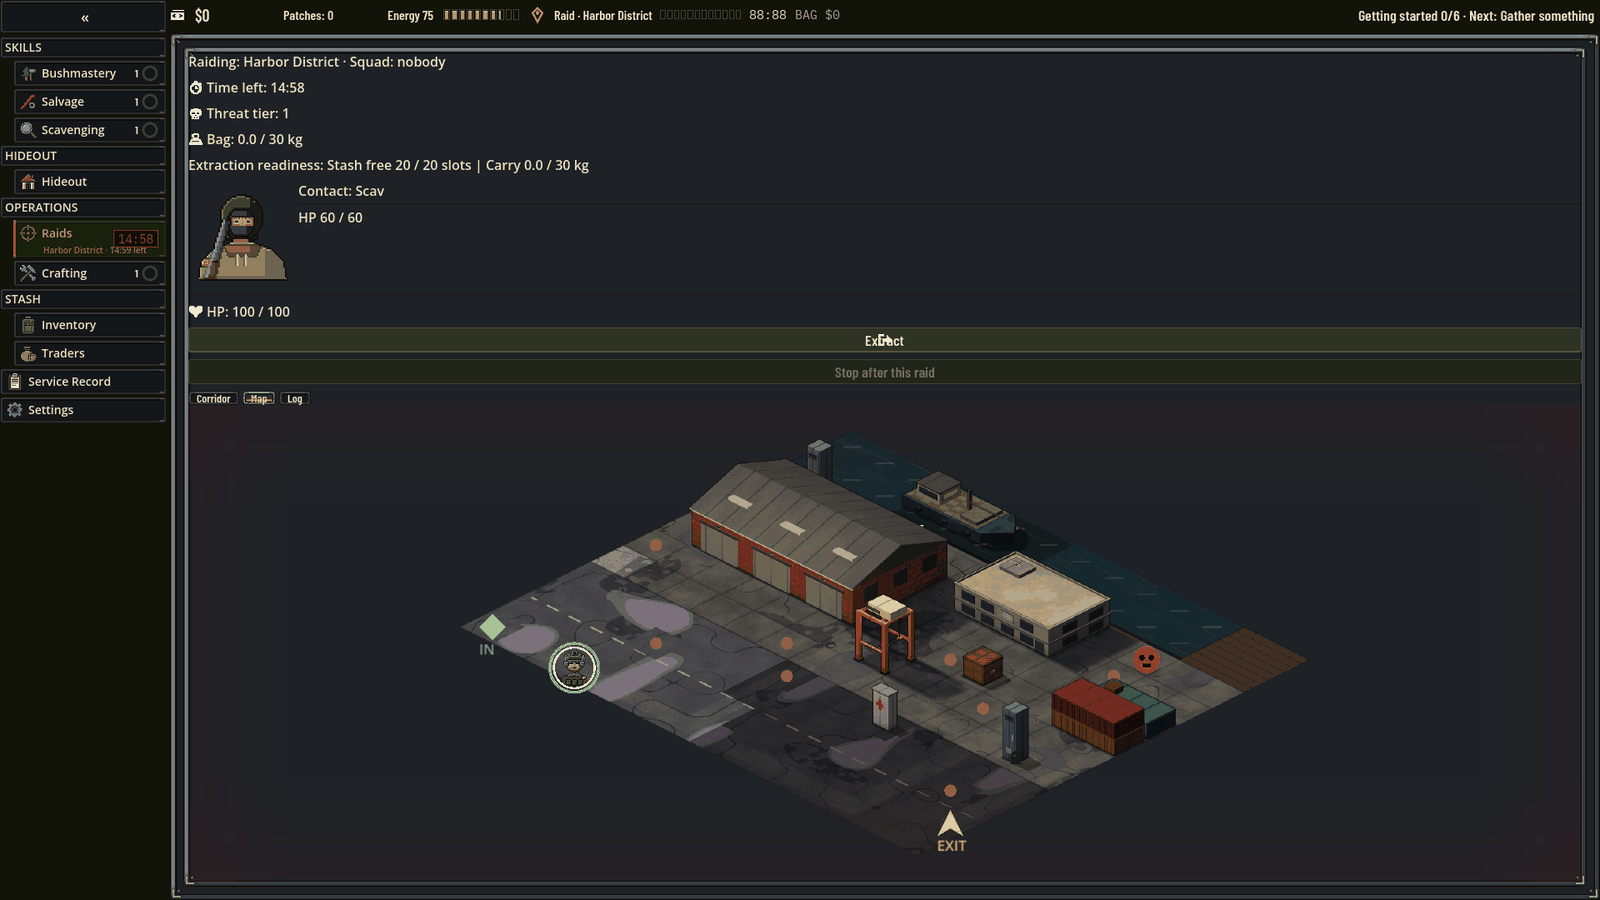 «
$0
Patches: 0
Energy 75
Raid · Harbor District
88:88
BAG $0
Getting started 0/6 · Next: Gather something
SKILLS
Bushmastery 1
Salvage 1
Scavenging 1
HIDEOUT
Hideout
OPERATIONS
Raids
14:58
Harbor District · 14:59 left
Crafting 1
STASH
Inventory
Traders
Service Record
Settings
Raiding: Harbor District · Squad: nobody
Time left: 14:58
Threat tier: 1
Bag: 0.0 / 30 kg
Extraction readiness: Stash free 20 / 20 slots | Carry 0.0 / 30 kg
Contact: Scav
HP 60 / 60
HP: 100 / 100
Extract
Stop after this raid
Corridor
Map
Log
IN
EXIT